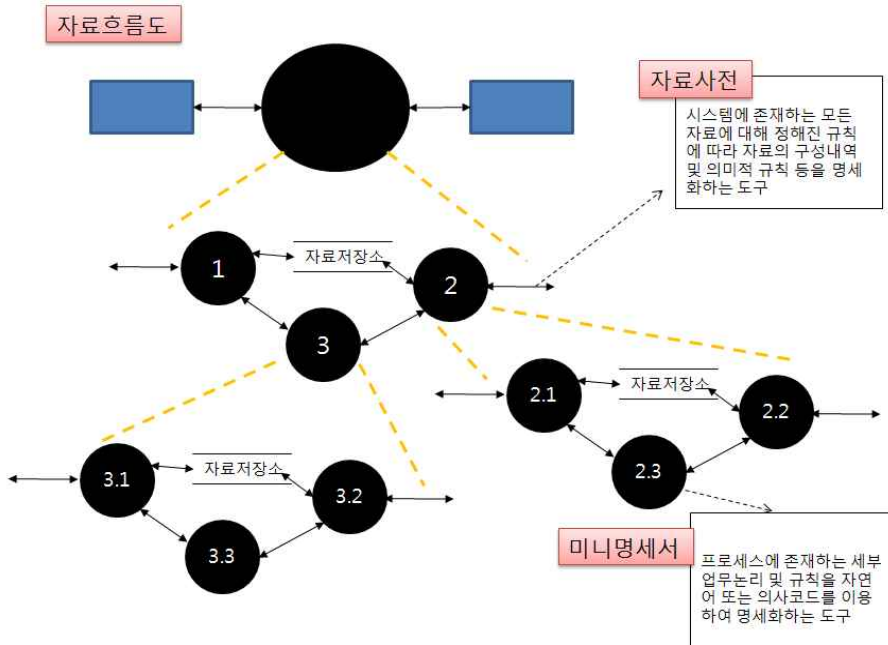 자료흐름도
자료사전
시스템에 존재하는 모든
자료에 대해 정해진 규칙
에 따라 자료의 구성내역
및 의미적 규칙 등을 명세
화하는 도구
1
자료저장소
2
3
2.1
자료저장소
2.2
2.3
3.1
자료저장소
3.2
3.3
미니명세서
프로세스에 존재하는 세부
업무논리 및 규칙을 자연
어 또는 의사코드를 이용
하여 명세화하는 도구